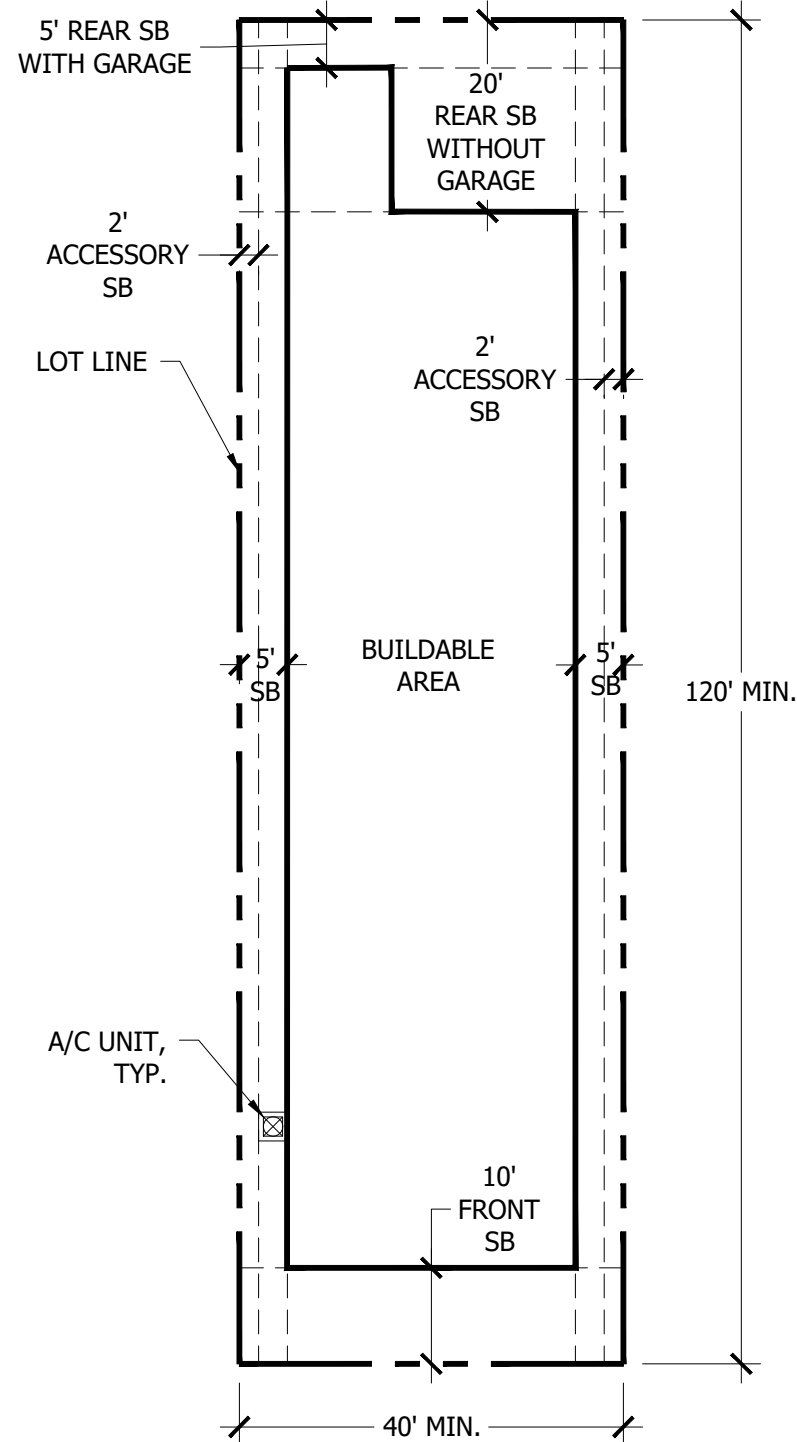 5' REAR SB
WITH GARAGE
20'
REAR SB
WITHOUT
GARAGE
2'
ACCESSORY
SB
LOT LINE
2'
ACCESSORY
SB
5'
SB
BUILDABLE
AREA
5'
SB
120' MIN.
A/C UNIT,
TYP.
10'
FRONT
SB
40' MIN.